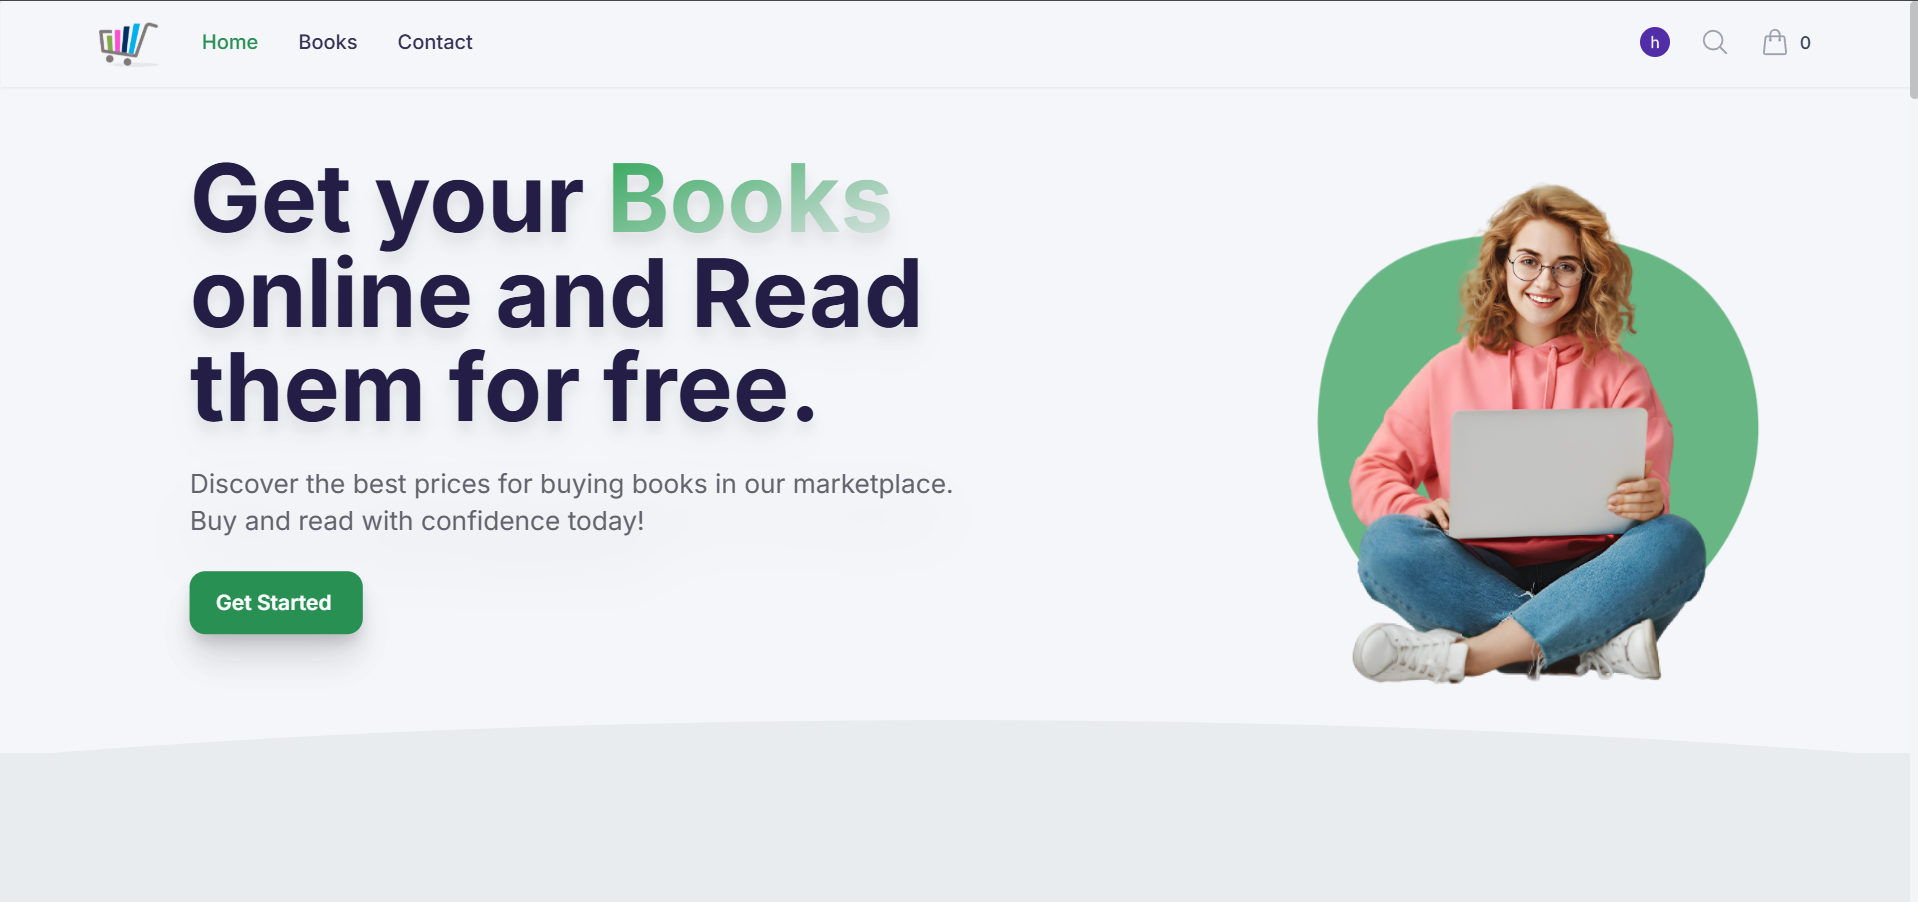 Home Books Contact h 0
Get your Books
online and Read
them for free.
Discover the best prices for buying books in our marketplace.
Buy and read with confidence today!
Get Started